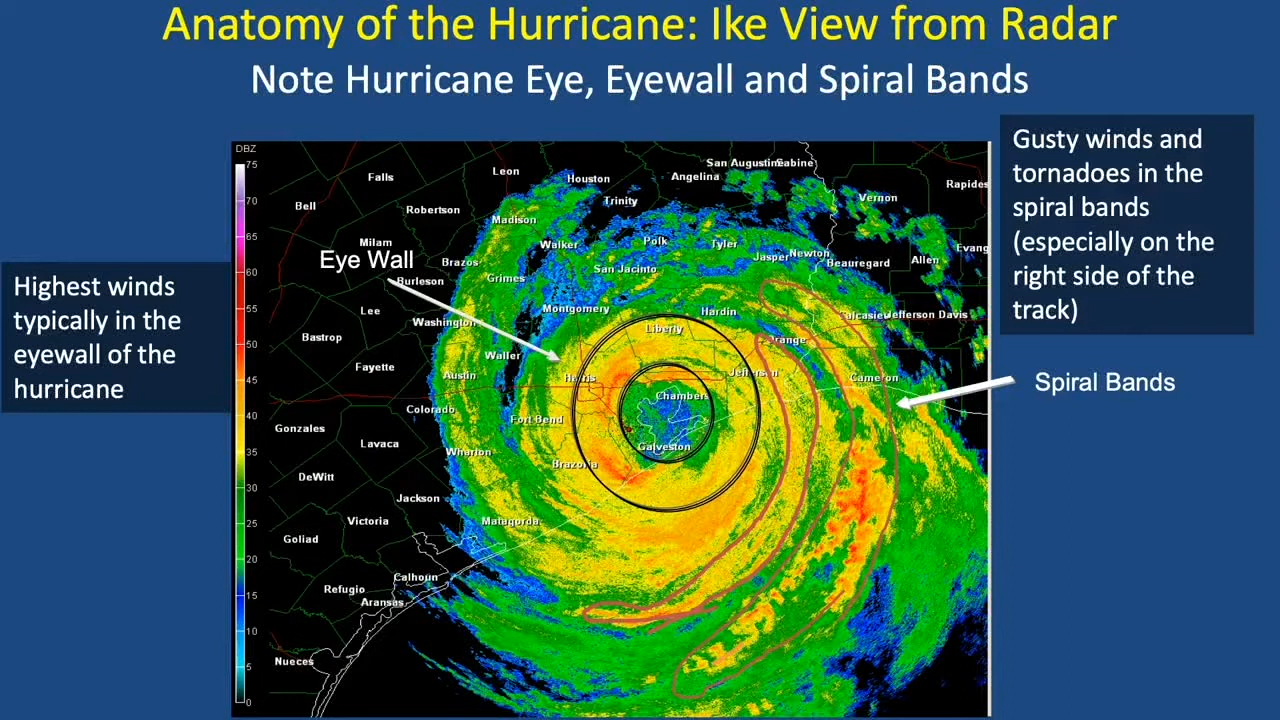 Anatomy of the Hurricane: Ike View from Radar
Note Hurricane Eye, Eyewall and Spiral Bands
Gusty winds and
tornadoes in the
spiral bands
(especially on the
right side of the
track)
Highest winds
typically in the
eyewall of the
hurricane
Eye Wall
Spiral Bands
DBZ
75
70
65
60
55
50
45
40
35
30
25
20
15
10
5
0
San Augustine
Sabine
Leon
Houston
Angelina
Falls
Rapides
Vernon
Trinity
Bell
Robertson
Madison
Milam
Walker
Polk
Tyler
Evang
Newton
Jasper
Beauregard
Allen
Brazos
San Jacinto
Grimes
Burleson
Montgomery
Hardin
Lee
Calcasieu
Jefferson Davis
Washington
Liberty
Bastrop
Orange
Waller
Fayette
Austin
Harris
Jefferson
Cameron
Chambers
Colorado
Fort Bend
Gonzales
Lavaca
Wharton
Galveston
Brazoria
DeWitt
Jackson
Victoria
Matagorda
Goliad
Calhoun
Refugio
Aransas
Nueces